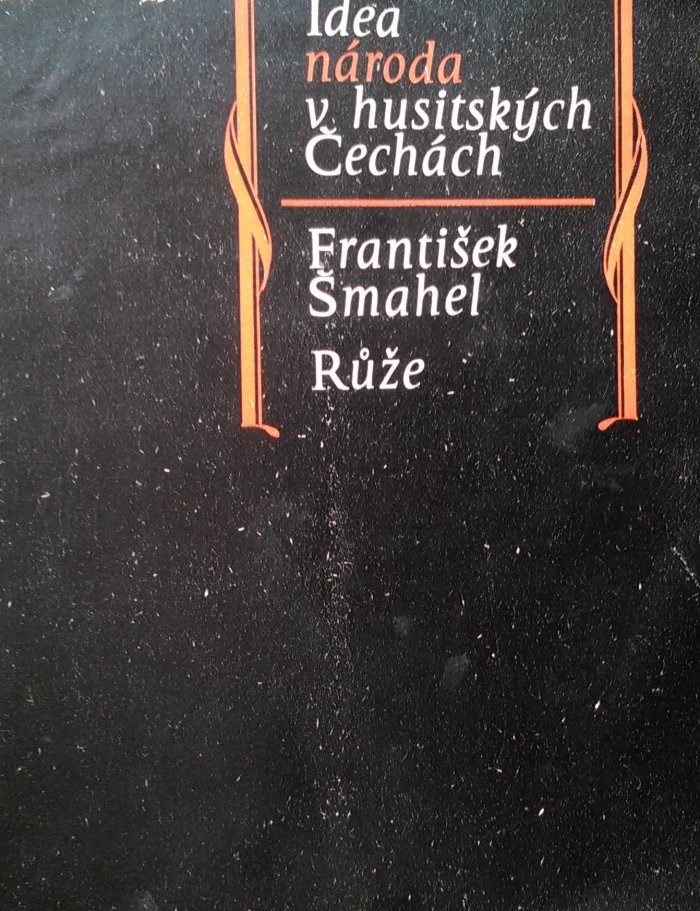 Idea
národa
v husitských
Čechách
František
Šmahel
Růže